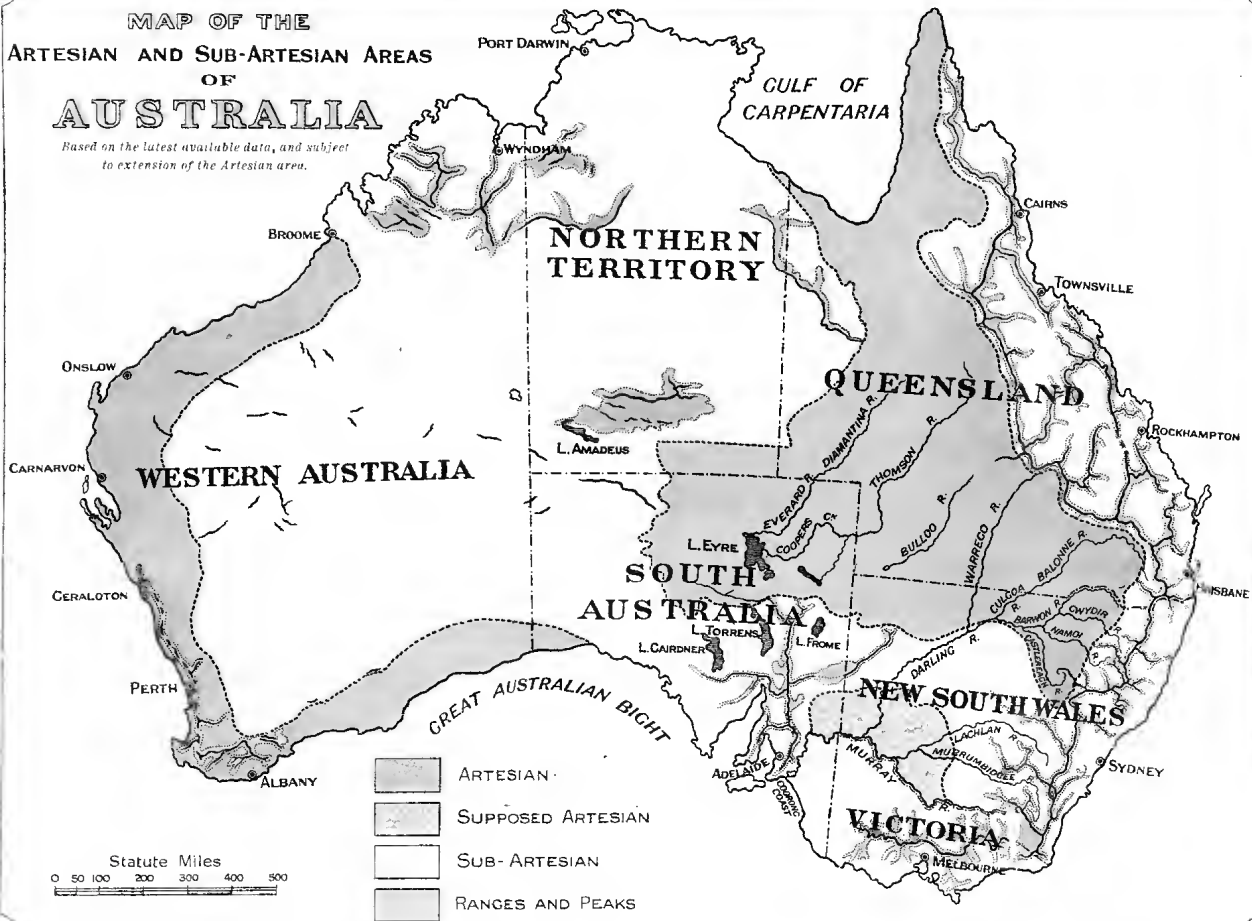 MAP OF THE
ARTESIAN AND SUB-ARTESIAN AREAS
OF
AUSTRALIA
Based on the latest available data, and subject
to extension of the Artesian area.
PORT DARWIN
GULF OF
CARPENTARIA
WYNDHAM
CAIRNS
BROOME
NORTHERN
TERRITORY
TOWNSVILLE
ONSLOW
QUEENSLAND
ROCKHAMPTON
L. AMADEUS
CARNARVON
WESTERN AUSTRALIA
EVERARD R.
DIAMANTINA R.
THOMSON R.
COOPERS CK
BULLOO R.
WARREGO R.
L. EYRE
SOUTH
AUSTRALIA
CULGOA R.
BALONNE R.
ISBANE
GERALOTON
BARWON R.
GWYDIR
NAMOI R.
CASTLEREAGH R.
L. TORRENS
L. FROME
L. GAIRDNER
DARLING R.
PERTH
NEW SOUTH WALES
GREAT AUSTRALIAN BIGHT
LACHLAN R.
MURRUMBIDGEE
MURRAY R.
ADELAIDE
SYDNEY
ALBANY
COORONG
COAST
VICTORIA
MELBOURNE
ARTESIAN
SUPPOSED ARTESIAN
SUB-ARTESIAN
RANGES AND PEAKS
Statute Miles
0 50 100 200 300 400 500